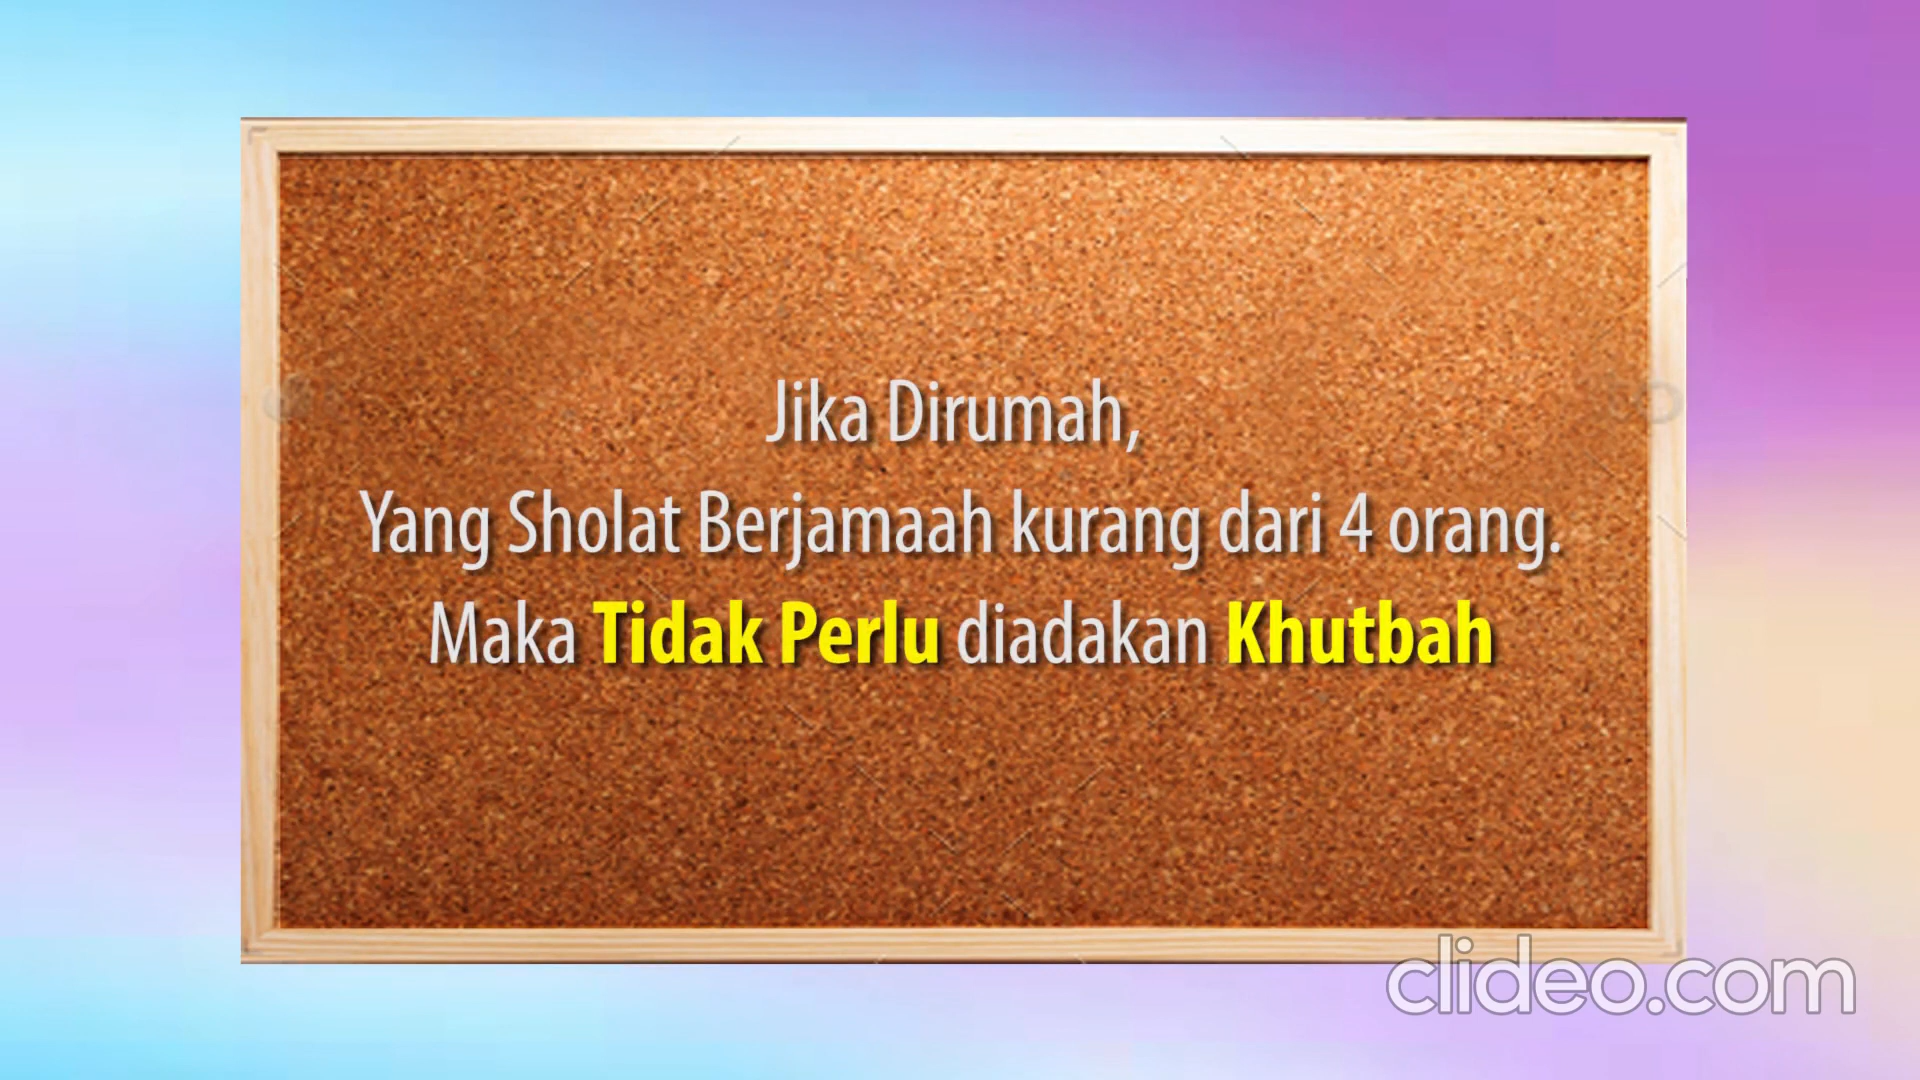 Jika Dirumah,
Yang Sholat Berjamaah kurang dari 4 orang.
Maka Tidak Perlu diadakan Khutbah
clideo.com